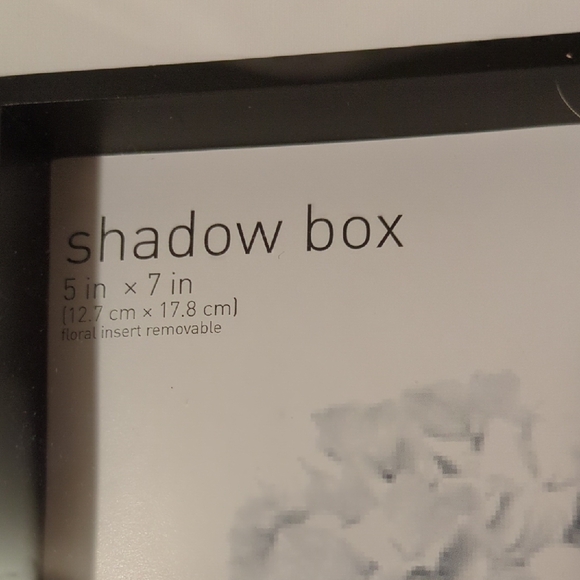 shadow box
5 in × 7 in
(12.7 cm × 17.8 cm)
floral insert removable